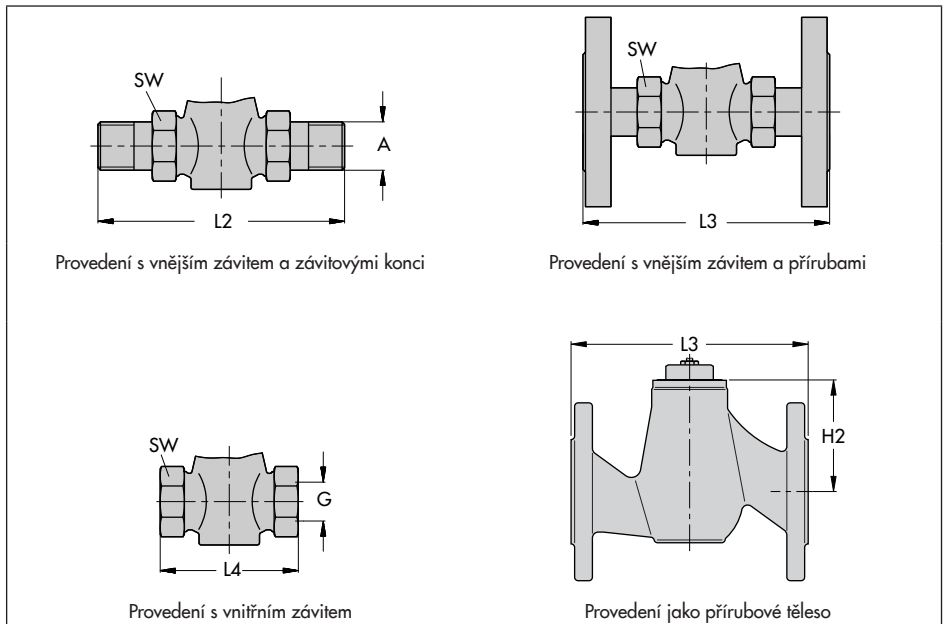 SW
A
L2
Provedení s vnějším závitem a závitovými konci
SW
L3
Provedení s vnějším závitem a přírubami
SW
G
L4
Provedení s vnitřním závitem
L3
H2
Provedení jako přírubové těleso